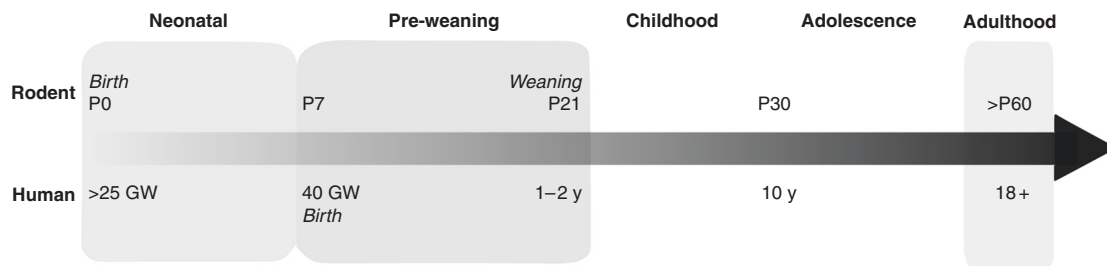 Neonatal Pre-weaning Childhood Adolescence Adulthood
Birth Weaning
Rodent P0 P7 P21 P30 >P60
Human >25 GW 40 GW 1–2 y 10 y 18+
Birth